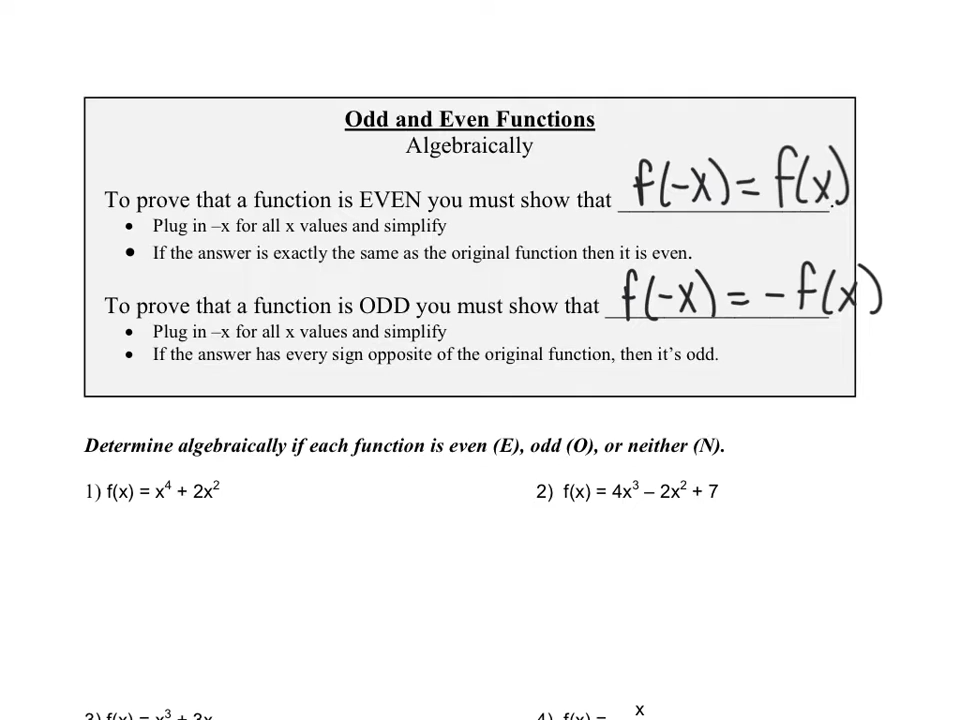 Odd and Even Functions
Algebraically
To prove that a function is EVEN you must show that f(-x) = f(x).
• Plug in –x for all x values and simplify
• If the answer is exactly the same as the original function then it is even.
To prove that a function is ODD you must show that f(-x) = - f(x)
• Plug in –x for all x values and simplify
• If the answer has every sign opposite of the original function, then it's odd.
Determine algebraically if each function is even (E), odd (O), or neither (N).
1) f(x) = x⁴ + 2x²
2) f(x) = 4x³ – 2x² + 7
3) f(x) = x³ + 3x
4) f(x) = x